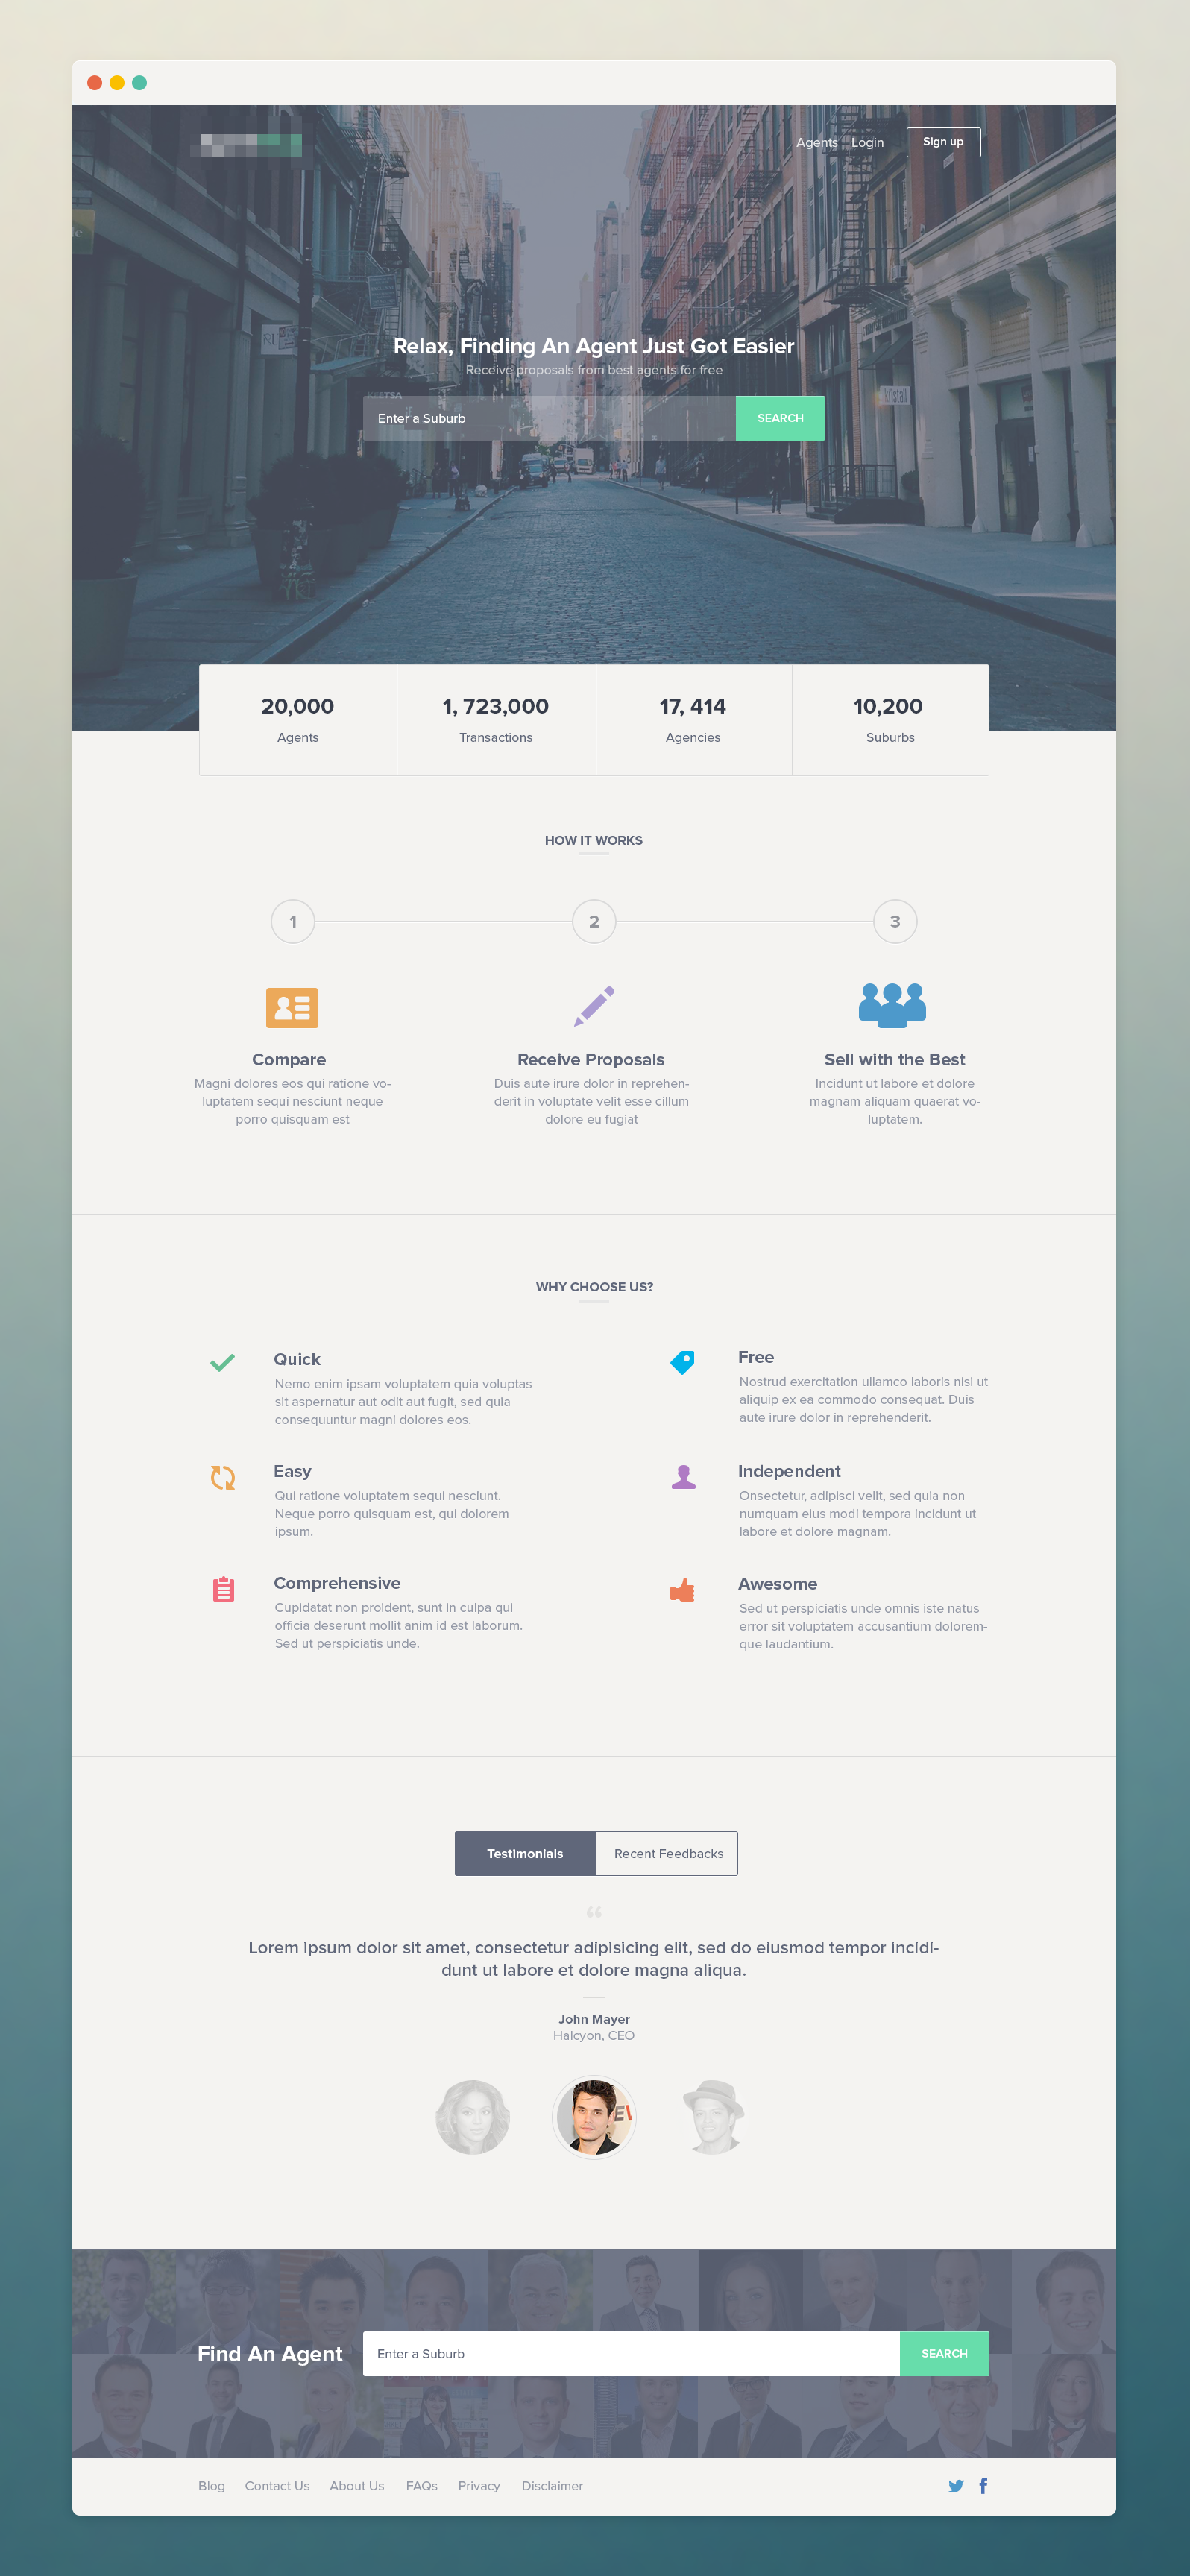 Agents Login Sign up
Relax, Finding An Agent Just Got Easier
Receive proposals from best agents for free
Enter a Suburb SEARCH
20,000
Agents
1, 723,000
Transactions
17, 414
Agencies
10,200
Suburbs
HOW IT WORKS
1 2 3
Compare
Magni dolores eos qui ratione vo-
luptatem sequi nesciunt neque
porro quisquam est
Receive Proposals
Duis aute irure dolor in reprehen-
derit in voluptate velit esse cillum
dolore eu fugiat
Sell with the Best
Incidunt ut labore et dolore
magnam aliquam quaerat vo-
luptatem.
WHY CHOOSE US?
Quick
Nemo enim ipsam voluptatem quia voluptas
sit aspernatur aut odit aut fugit, sed quia
consequuntur magni dolores eos.
Free
Nostrud exercitation ullamco laboris nisi ut
aliquip ex ea commodo consequat. Duis
aute irure dolor in reprehenderit.
Easy
Qui ratione voluptatem sequi nesciunt.
Neque porro quisquam est, qui dolorem
ipsum.
Independent
Onsectetur, adipisci velit, sed quia non
numquam eius modi tempora incidunt ut
labore et dolore magnam.
Comprehensive
Cupidatat non proident, sunt in culpa qui
officia deserunt mollit anim id est laborum.
Sed ut perspiciatis unde.
Awesome
Sed ut perspiciatis unde omnis iste natus
error sit voluptatem accusantium dolorem-
que laudantium.
Testimonials Recent Feedbacks
“
Lorem ipsum dolor sit amet, consectetur adipisicing elit, sed do eiusmod tempor incidi-
dunt ut labore et dolore magna aliqua.
John Mayer
Halcyon, CEO
Find An Agent Enter a Suburb SEARCH
Blog Contact Us About Us FAQs Privacy Disclaimer